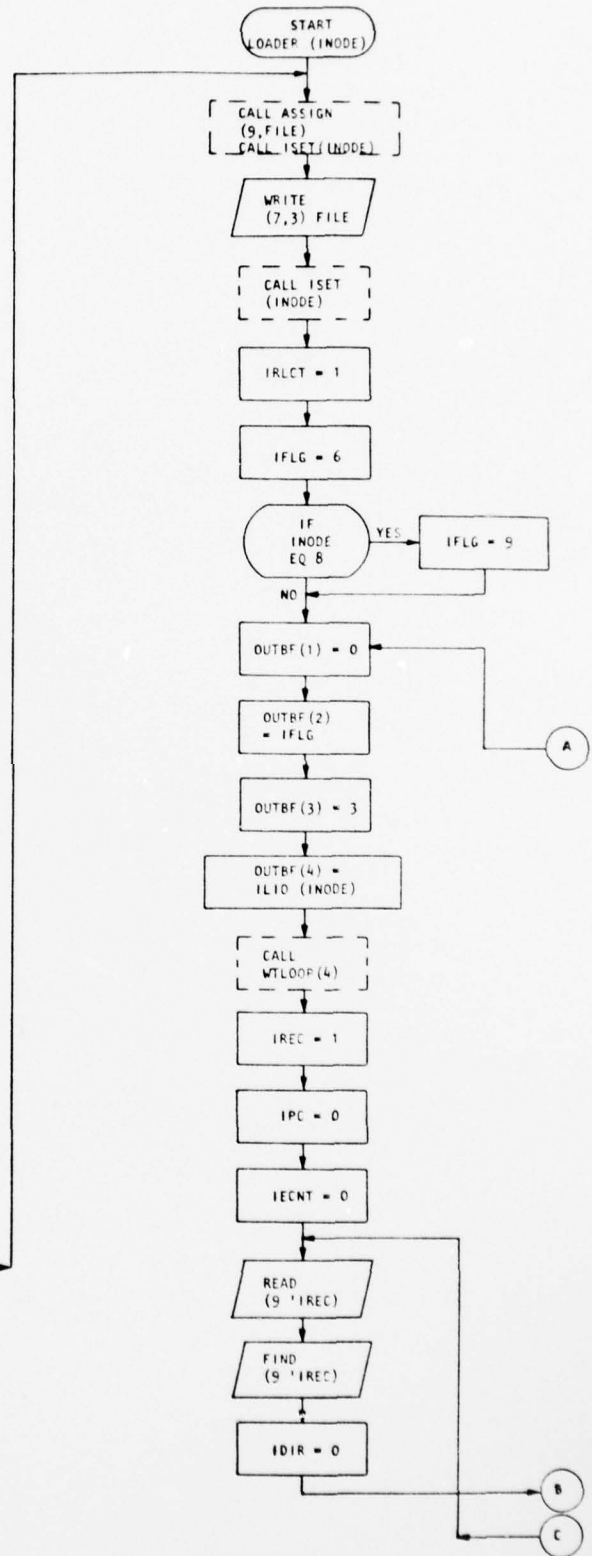 START
LOADER (INODE)
CALL ASSIGN
(9,FILE)
CALL ISET(INODE)
WRITE
(7,3) FILE
CALL ISET
(INODE)
IRLCT = 1
IFLG = 6
IF
INODE
EQ 8
YES
IFLG = 9
NO
OUTBF(1) = 0
OUTBF(2)
= IFLG
A
OUTBF(3) = 3
OUTBF(4) =
ILID (INODE)
CALL
WTLOOP(4)
IREC = 1
IPC = 0
IECNT = 0
READ
(9 'IREC)
FIND
(9 'IREC)
IDIR = 0
B
C